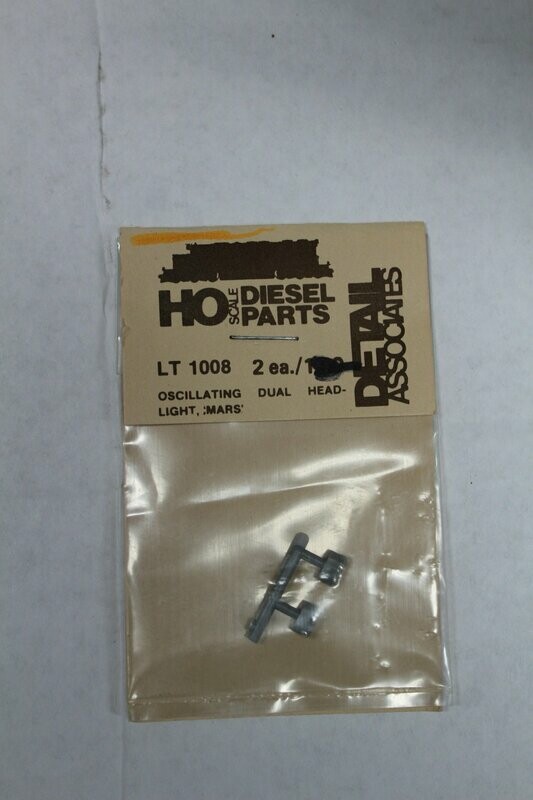 HO SCALE DIESEL PARTS
DETAIL ASSOCIATES
LT 1008 2 ea./
OSCILLATING DUAL HEAD-
LIGHT, :MARS'